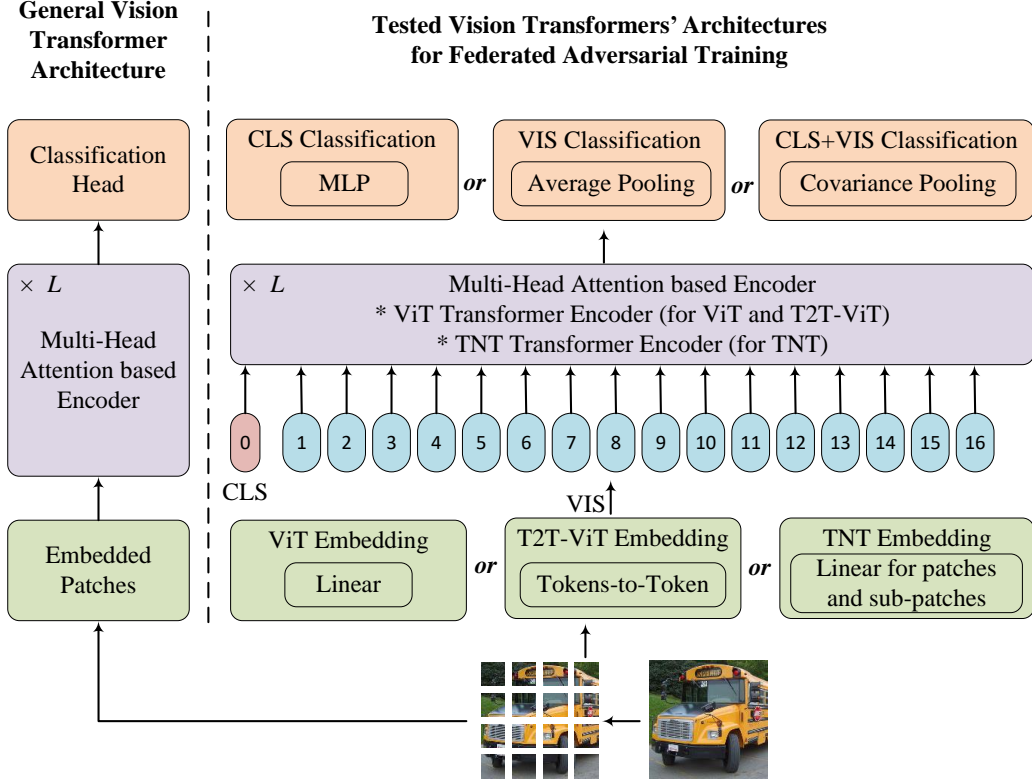 General Vision
Transformer
Architecture
Classification
Head
× L
Multi-Head
Attention based
Encoder
Embedded
Patches
Tested Vision Transformers' Architectures
for Federated Adversarial Training
CLS Classification
MLP
or
VIS Classification
Average Pooling
or
CLS+VIS Classification
Covariance Pooling
× L
Multi-Head Attention based Encoder
* ViT Transformer Encoder (for ViT and T2T-ViT)
* TNT Transformer Encoder (for TNT)
0 1 2 3 4 5 6 7 8 9 10 11 12 13 14 15 16
CLS
VIS
ViT Embedding
Linear
or
T2T-ViT Embedding
Tokens-to-Token
or
TNT Embedding
Linear for patches
and sub-patches